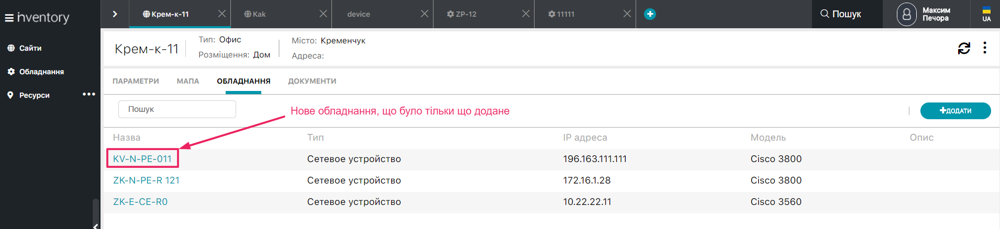 inventory
Крем-к-11
Kak
device
ZP-12
11111
Пошук
Максим
Печора
UA
Сайти
Обладнання
Ресурси
Крем-к-11
Тип: Офис
Розміщення: Дом
Місто: Кременчук
Адреса:
ПАРАМЕТРИ МАПА ОБЛАДНАННЯ ДОКУМЕНТИ
Пошук
Нове обладнання, що було тільки що додане
ДОДАТИ
Назва Тип IP адреса Модель Опис
KV-N-PE-011 Сетевое устройство 196.163.111.111 Cisco 3800
ZK-N-PE-R 121 Сетевое устройство 172.16.1.28 Cisco 3800
ZK-E-CE-R0 Сетевое устройство 10.22.22.11 Cisco 3560